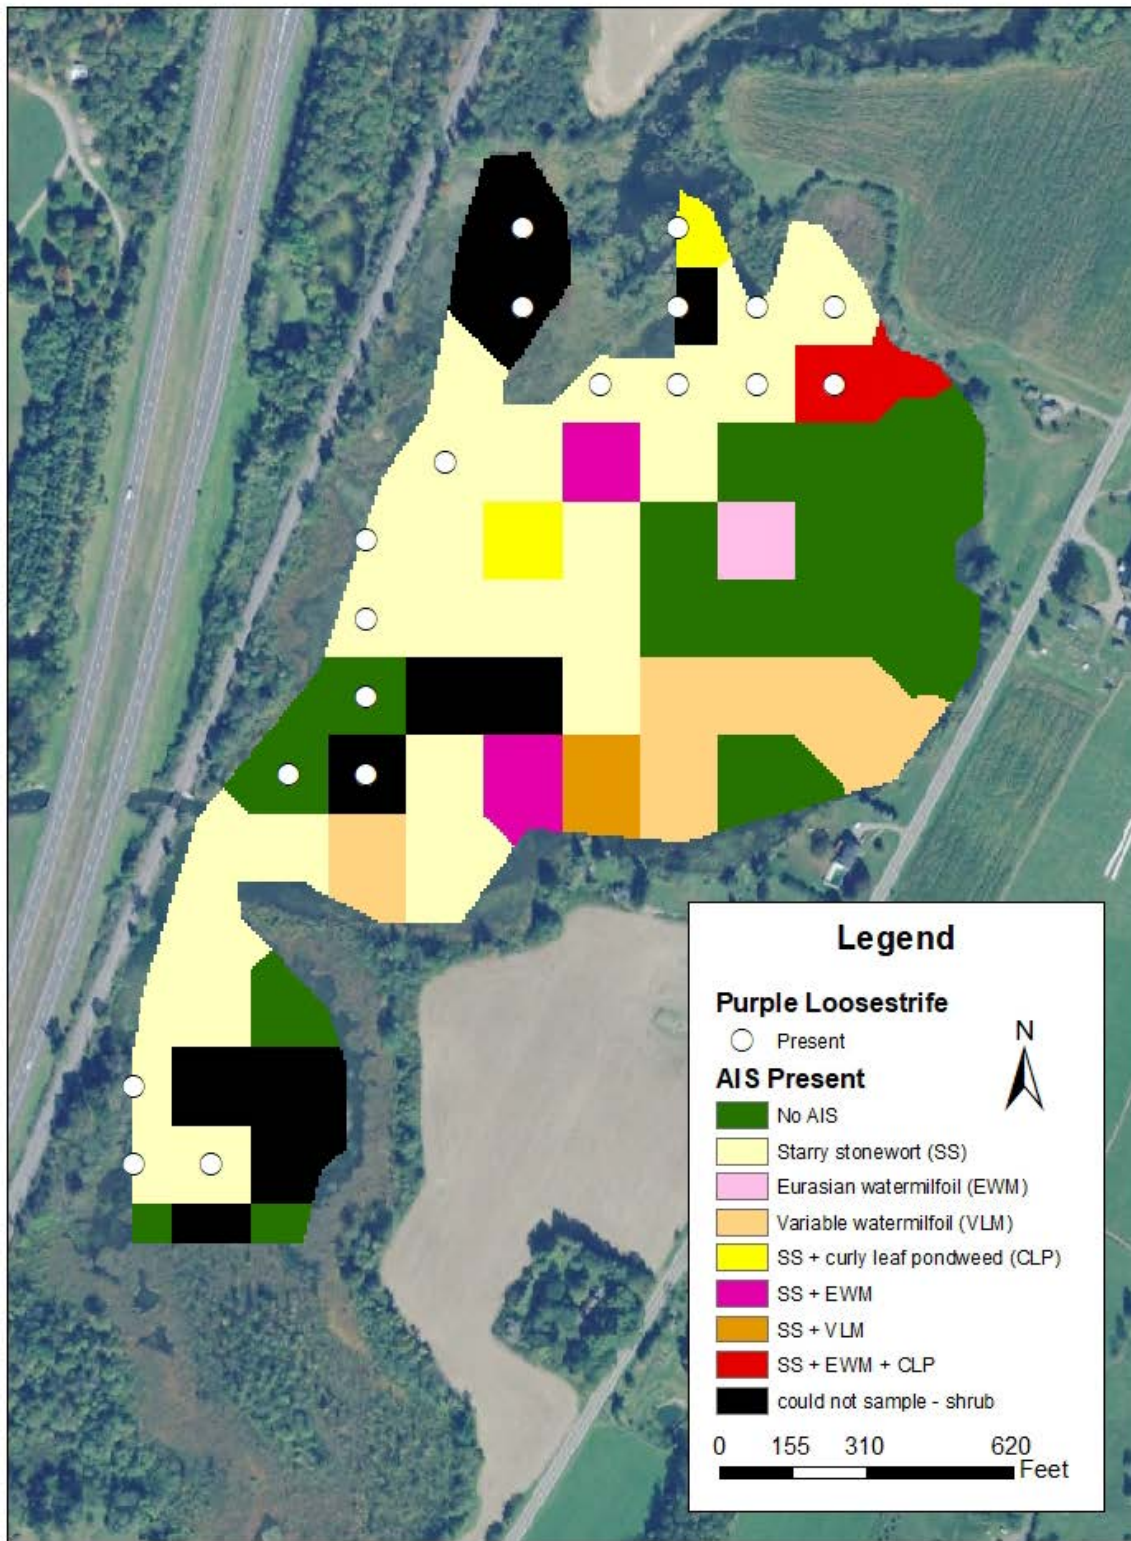 Legend
Purple Loosestrife
Present
N
AIS Present
No AIS
Starry stonewort (SS)
Eurasian watermilfoil (EWM)
Variable watermilfoil (VLM)
SS + curly leaf pondweed (CLP)
SS + EWM
SS + VLM
SS + EWM + CLP
could not sample - shrub
0 155 310 620
Feet